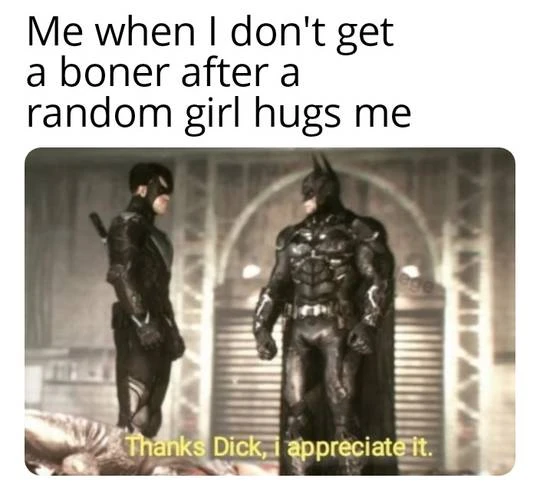 Me when I don't get
a boner after a
random girl hugs me
Thanks Dick, i appreciate it.